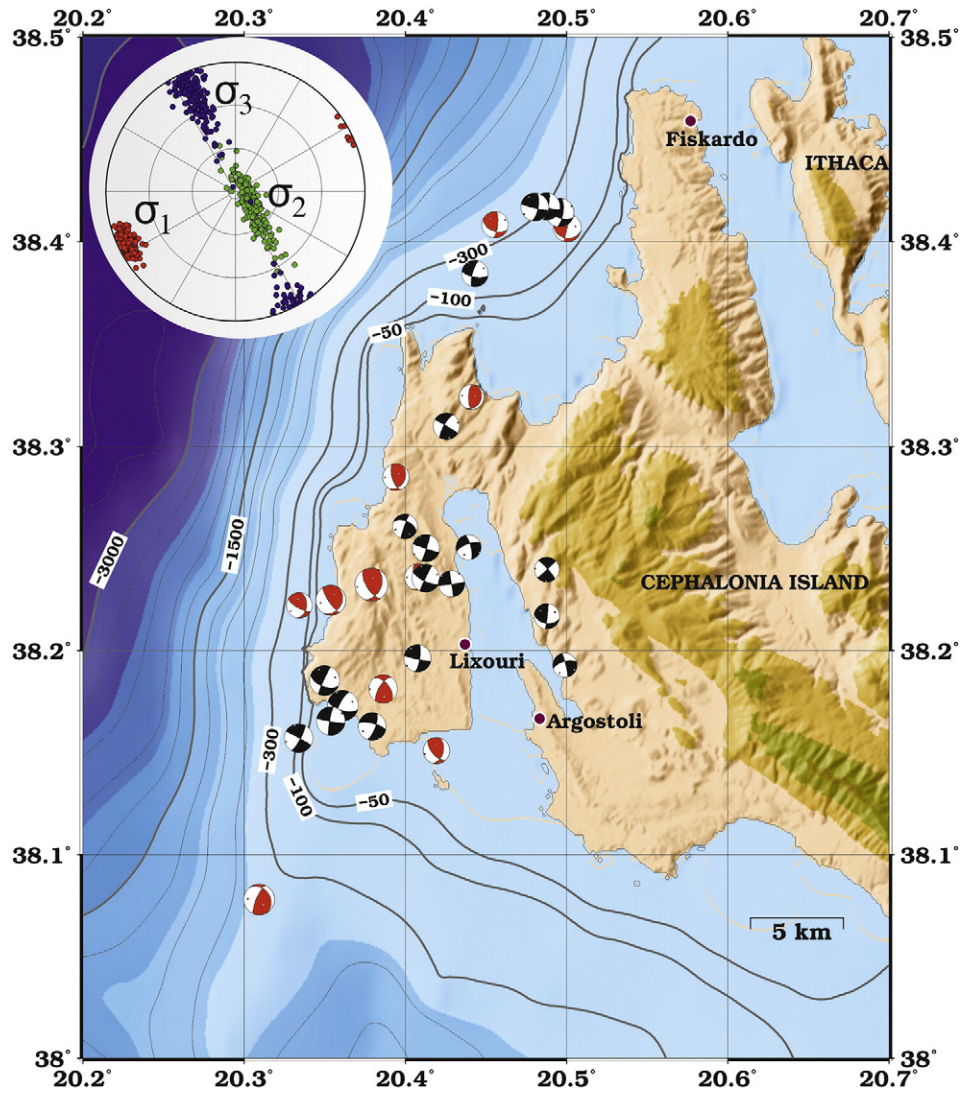 20.2° 20.3° 20.4° 20.5° 20.6° 20.7°
38.5° 38.5°
σ3
Fiskardo
ITHACA
σ2
σ1
38.4° 38.4°
−300
−100
−50
38.3° 38.3°
−3000
−1500
CEPHALONIA ISLAND
38.2° 38.2°
Lixouri
Argostoli
−300
−100
−50
38.1° 38.1°
5 km
38° 38°
20.2° 20.3° 20.4° 20.5° 20.6° 20.7°